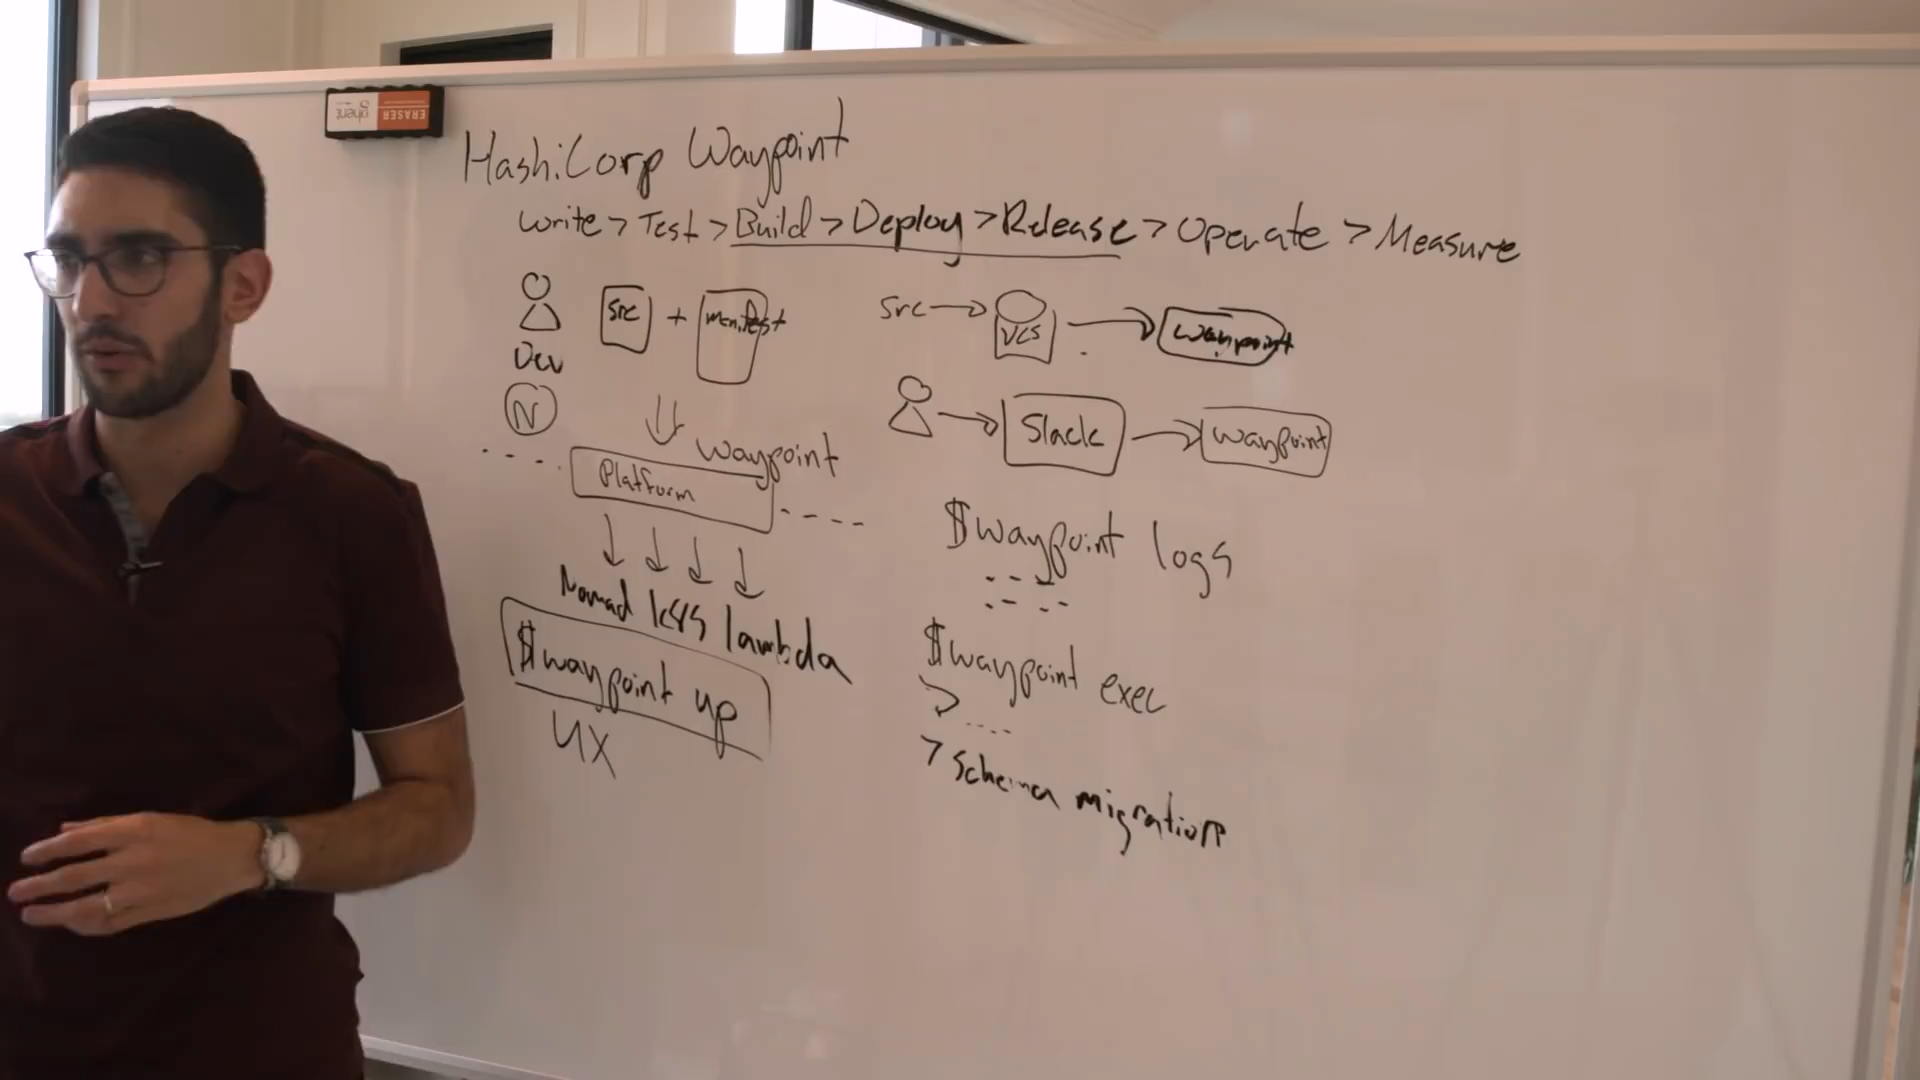 ghent ERASER
HashiCorp Waypoint
Write > Test > Build > Deploy > Release > Operate > Measure
Dev
src + manifest
N
Waypoint
Platform
Nomad K8S lambda
$waypoint up
UX
src → VCS → Waypoint
Slack → Waypoint
$waypoint logs
$waypoint exec
> ....
> Schema migration